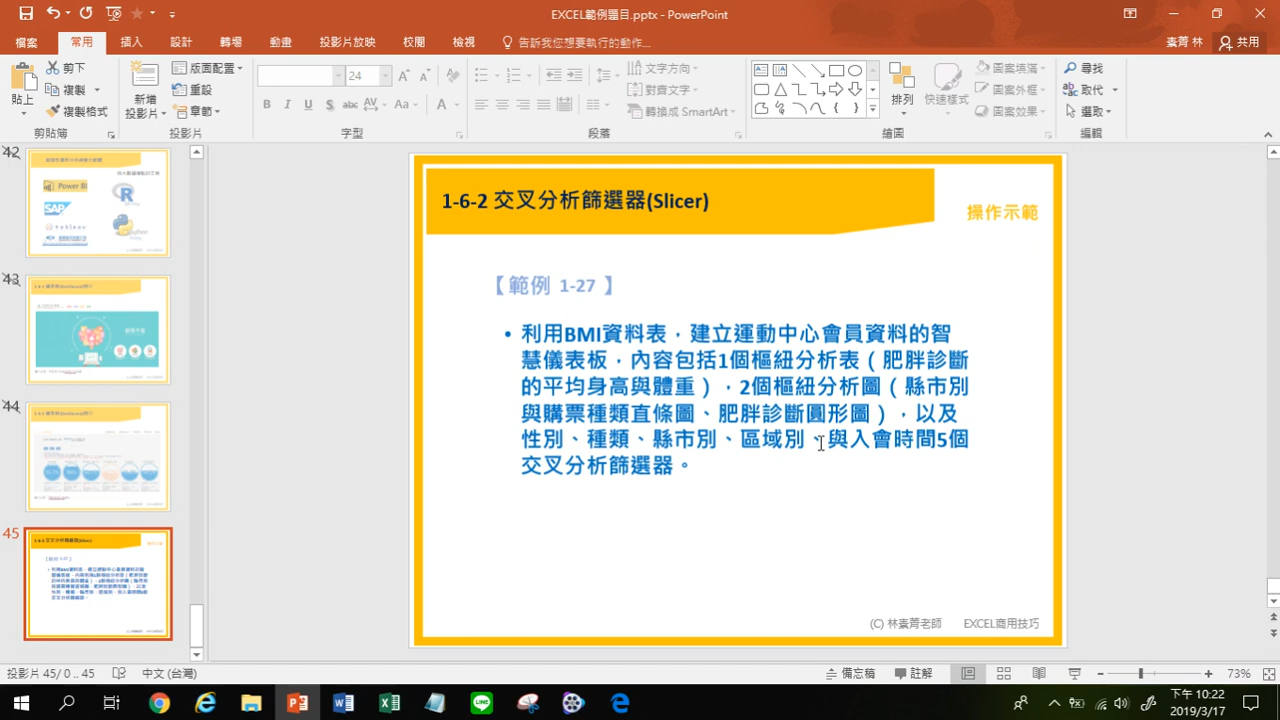 EXCEL範例題目.pptx - PowerPoint
檔案 常用 插入 設計 轉場 動畫 投影片放映 校閱 檢視 告訴我您想要執行的動作... 素菁 林 共用
貼上 剪下 複製 複製格式 剪貼簿
新增 投影片 版面配置 重設 章節 投影片
24
B I U S abc AV Aa A 字型
文字方向 對齊文字 轉換成 SmartArt 段落
排列 快速樣式 圖案填滿 圖案外框 圖案效果 繪圖
尋找 取代 選取 編輯
42
Power BI
R
SAP
43
44
45
1-6-2 交叉分析篩選器(Slicer)
操作示範
【範例 1-27 】
• 利用BMI資料表，建立運動中心會員資料的智
慧儀表板，內容包括1個樞紐分析表（肥胖診斷
的平均身高與體重），2個樞紐分析圖（縣市別
與購票種類直條圖、肥胖診斷圓形圖），以及
性別、種類、縣市別、區域別、與入會時間5個
交叉分析篩選器。
EXCEL商用技巧
投影片 45/0 .. 45 中文 (台灣) 備忘稿 註解 73%
下午 10:22
2019/3/17